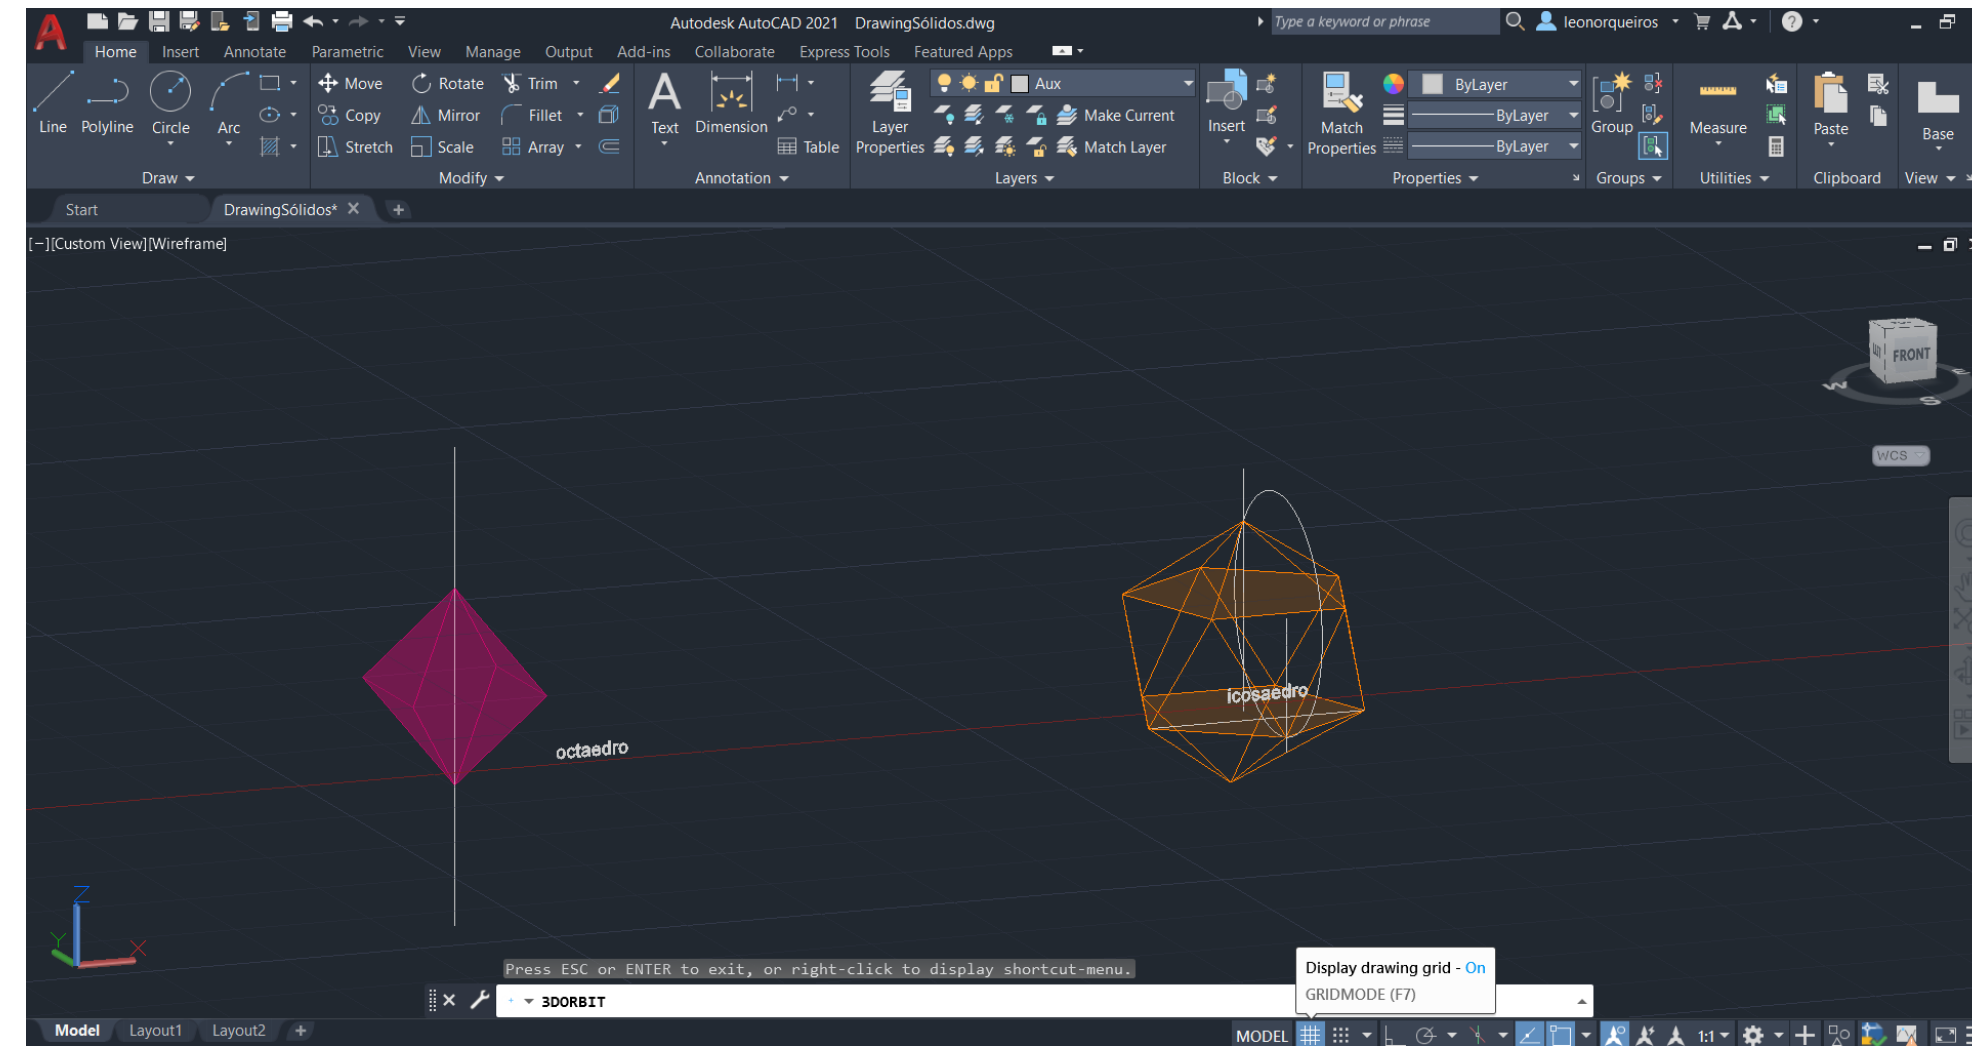 Autodesk AutoCAD 2021 DrawingSólidos.dwg
Type a keyword or phrase
leonorqueiros
Home Insert Annotate Parametric View Manage Output Add-ins Collaborate Express Tools Featured Apps
Line Polyline Circle Arc
Draw
Move Rotate Trim
Copy Mirror Fillet
Stretch Scale Array
Modify
Text Dimension
Table
Annotation
Layer Properties
Aux
Make Current
Match Layer
Layers
Insert
Block
Match Properties
ByLayer
ByLayer
ByLayer
Properties
Group
Groups
Measure
Utilities
Paste
Clipboard
Base
View
Start DrawingSólidos*
[−][Custom View][Wireframe]
FRONT
W S
WCS
icosaedro
octaedro
Z
Y X
Press ESC or ENTER to exit, or right-click to display shortcut-menu.
3DORBIT
Display drawing grid - On
GRIDMODE (F7)
Model Layout1 Layout2
MODEL
1:1